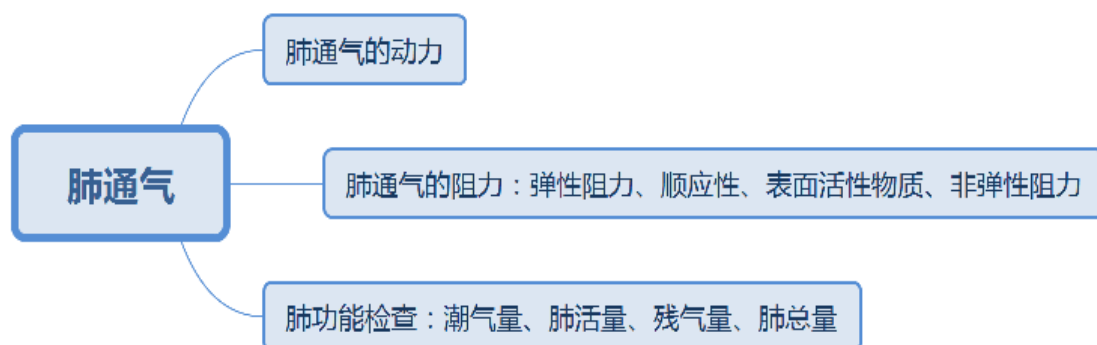 肺通气的动力
肺通气
肺通气的阻力：弹性阻力、顺应性、表面活性物质、非弹性阻力
肺功能检查：潮气量、肺活量、残气量、肺总量